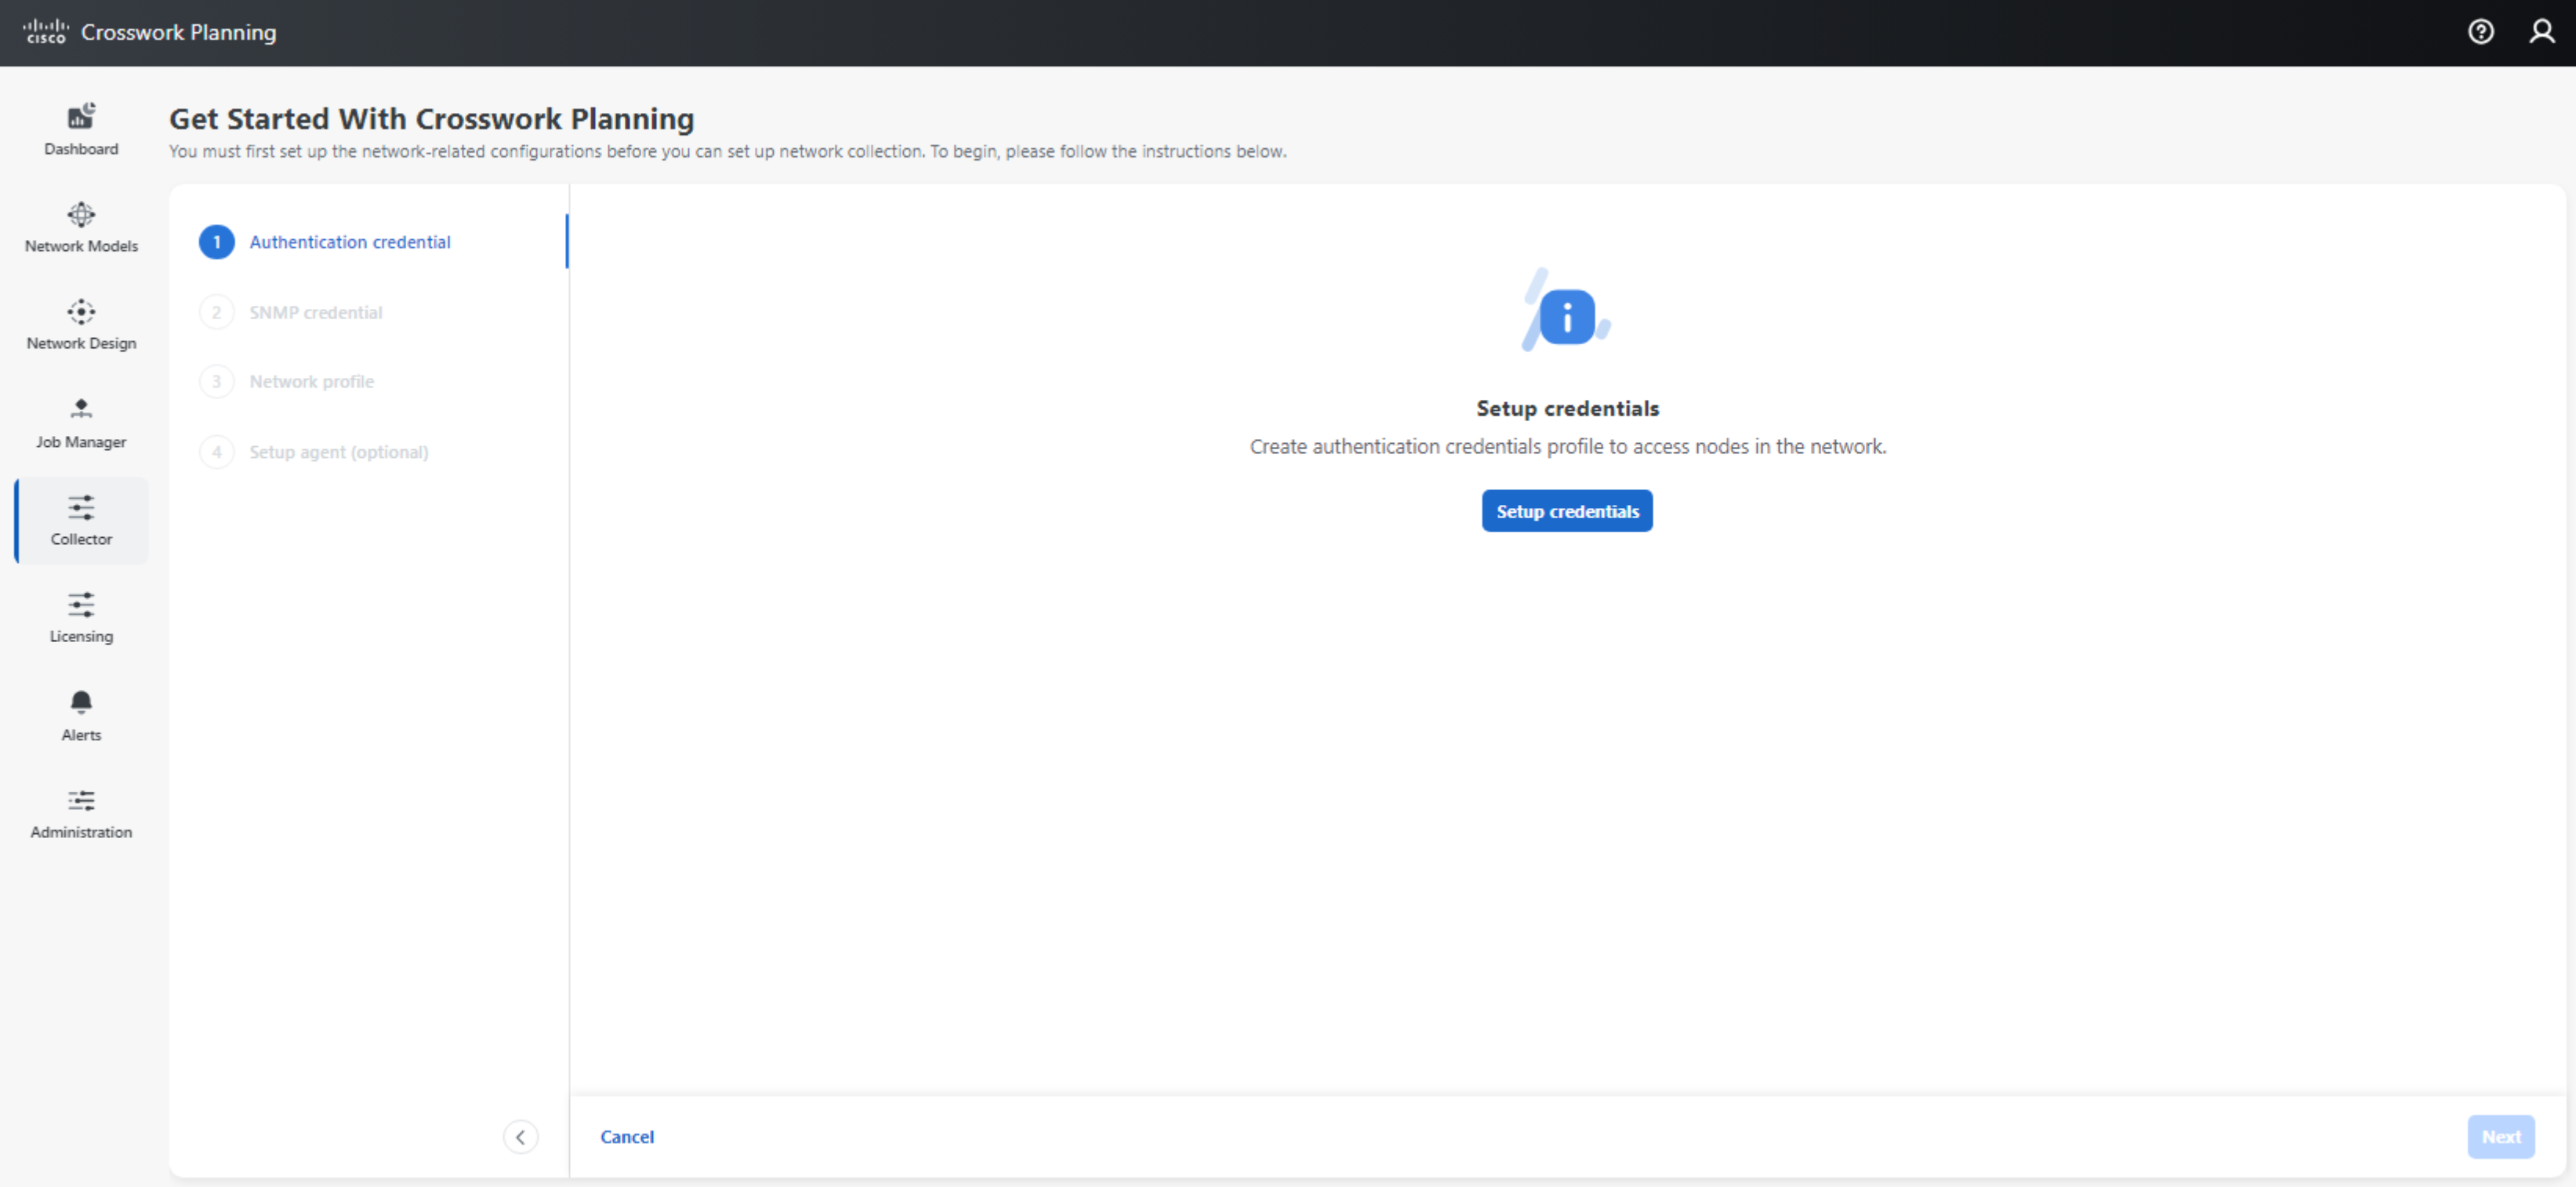 cisco Crosswork Planning
Dashboard
Network Models
Network Design
Job Manager
Collector
Licensing
Alerts
Administration
Get Started With Crosswork Planning
You must first set up the network-related configurations before you can set up network collection. To begin, please follow the instructions below.
1 Authentication credential
2 SNMP credential
3 Network profile
4 Setup agent (optional)
Setup credentials
Create authentication credentials profile to access nodes in the network.
Setup credentials
Cancel
Next